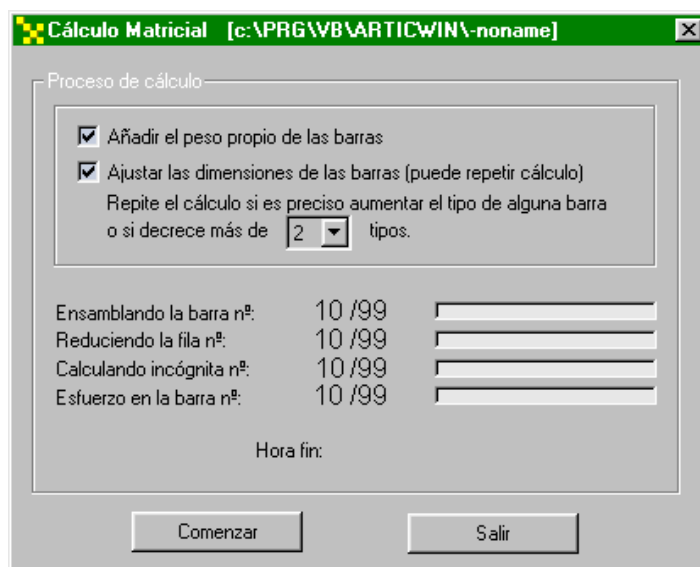 Cálculo Matricial [c:\PRG\VB\ARTICWIN\-noname]
Proceso de cálculo
Añadir el peso propio de las barras
Ajustar las dimensiones de las barras (puede repetir cálculo)
Repite el cálculo si es preciso aumentar el tipo de alguna barra
o si decrece más de 2 tipos.
Ensamblando la barra nº: 10 /99
Reduciendo la fila nº: 10 /99
Calculando incógnita nº: 10 /99
Esfuerzo en la barra nº: 10 /99
Hora fin:
Comenzar Salir